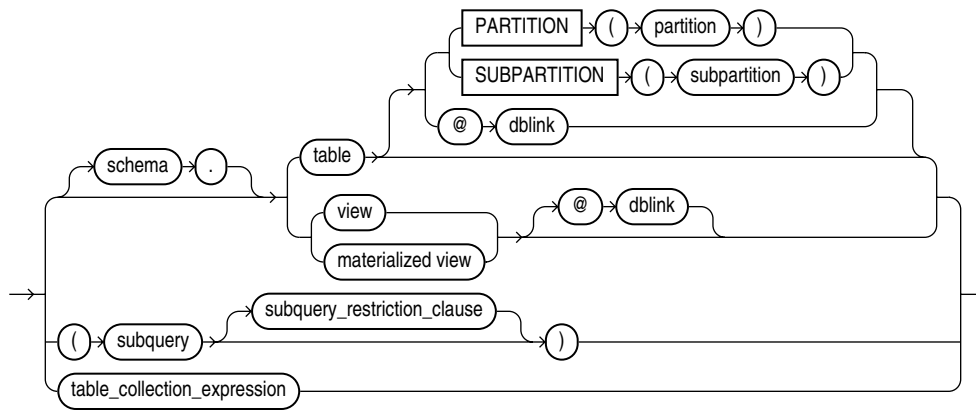 PARTITION ( partition )
SUBPARTITION ( subpartition )
@ dblink
table
schema .
view
@ dblink
materialized view
subquery_restriction_clause
( subquery )
table_collection_expression